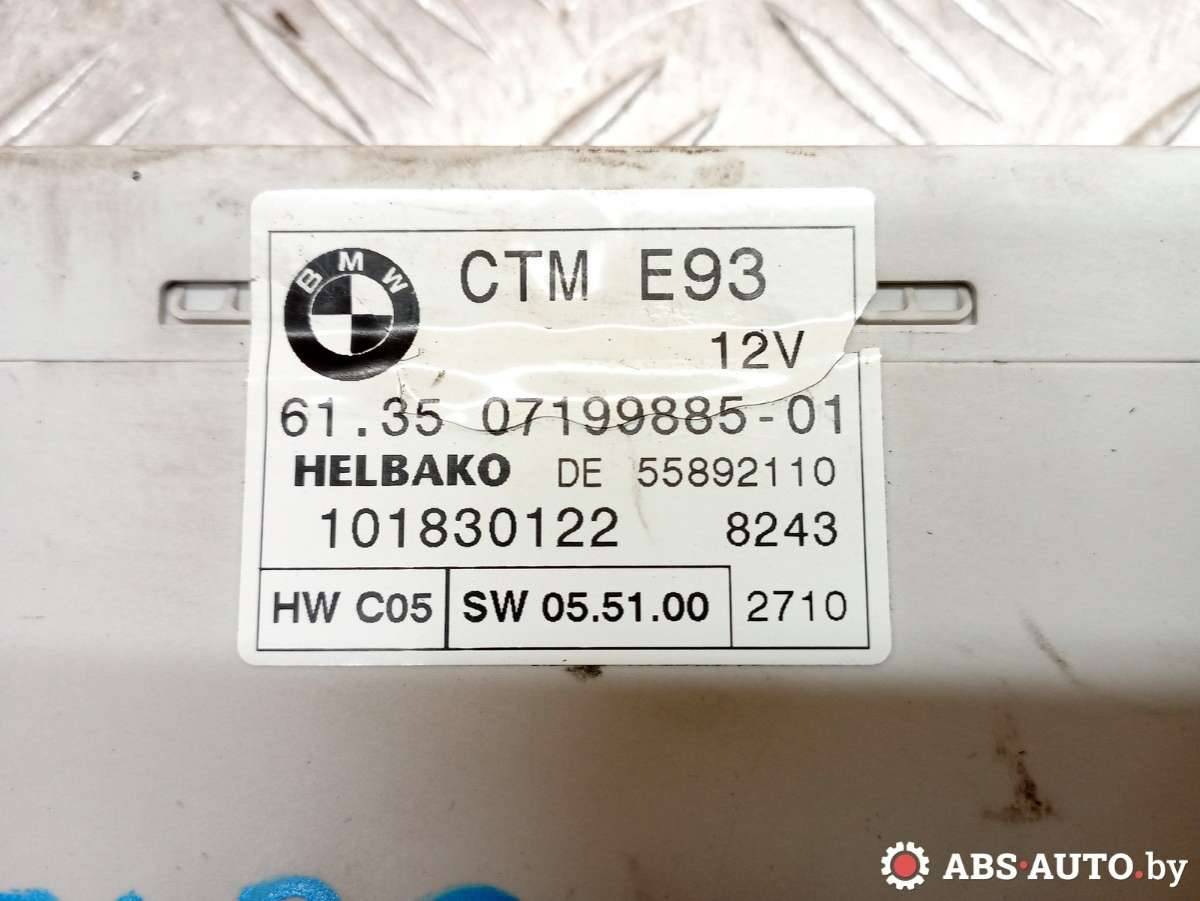 BMW
CTM E93
12V
61.35 07199885-01
HELBAKO DE 55892110
101830122 8243
HW C05 SW 05.51.00 2710
ABS·AUTO.by